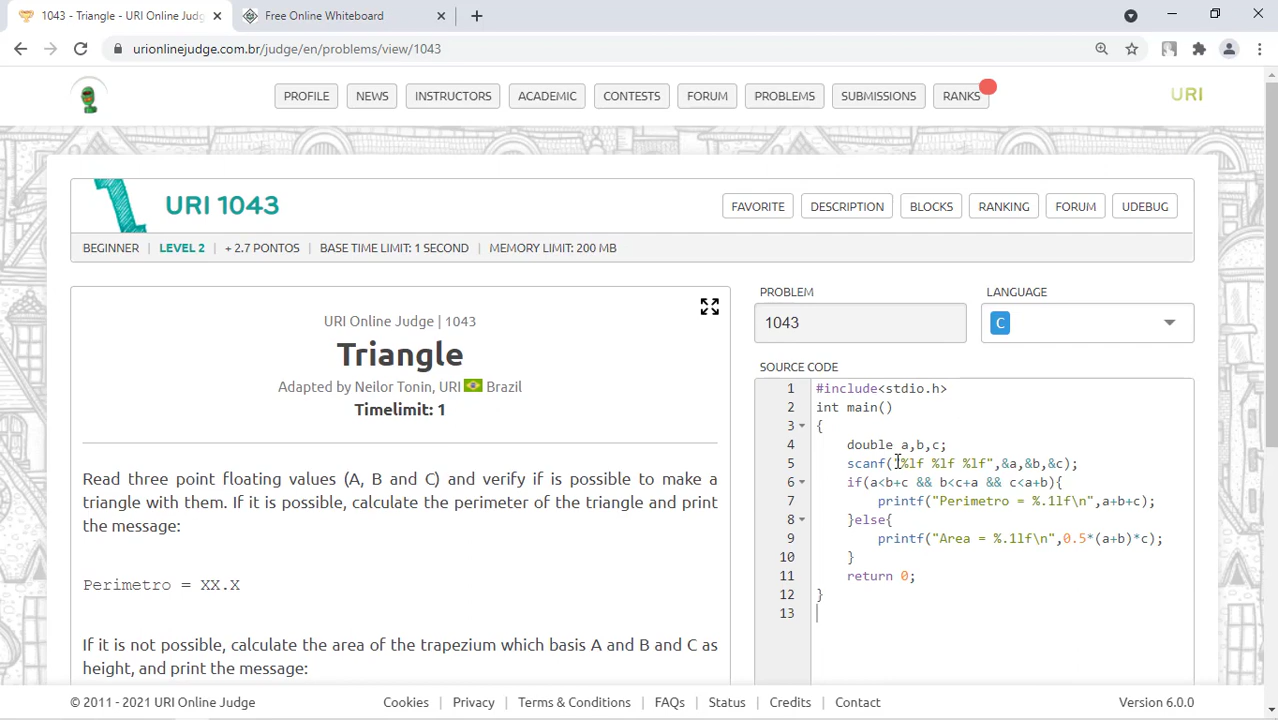 1043 - Triangle - URI Online Judg
Free Online Whiteboard
urionlinejudge.com.br/judge/en/problems/view/1043
PROFILE NEWS INSTRUCTORS ACADEMIC CONTESTS FORUM PROBLEMS SUBMISSIONS RANKS URI
URI 1043
FAVORITE DESCRIPTION BLOCKS RANKING FORUM UDEBUG
BEGINNER | LEVEL 2 | + 2.7 PONTOS | BASE TIME LIMIT: 1 SECOND | MEMORY LIMIT: 200 MB
URI Online Judge | 1043
Triangle
Adapted by Neilor Tonin, URI Brazil
Timelimit: 1
Read three point floating values (A, B and C) and verify if is possible to make a
triangle with them. If it is possible, calculate the perimeter of the triangle and print
the message:
Perimetro = XX.X
If it is not possible, calculate the area of the trapezium which basis A and B and C as
height, and print the message:
PROBLEM LANGUAGE
1043 C
SOURCE CODE
1 #include<stdio.h>
2 int main()
3 {
4 double a,b,c;
5 scanf("%lf %lf %lf",&a,&b,&c);
6 if(a<b+c && b<c+a && c<a+b){
7 printf("Perimetro = %.1lf\n",a+b+c);
8 }else{
9 printf("Area = %.1lf\n",0.5*(a+b)*c);
10 }
11 return 0;
12 }
13
© 2011 - 2021 URI Online Judge Cookies | Privacy | Terms & Conditions | FAQs | Status | Credits | Contact Version 6.0.0